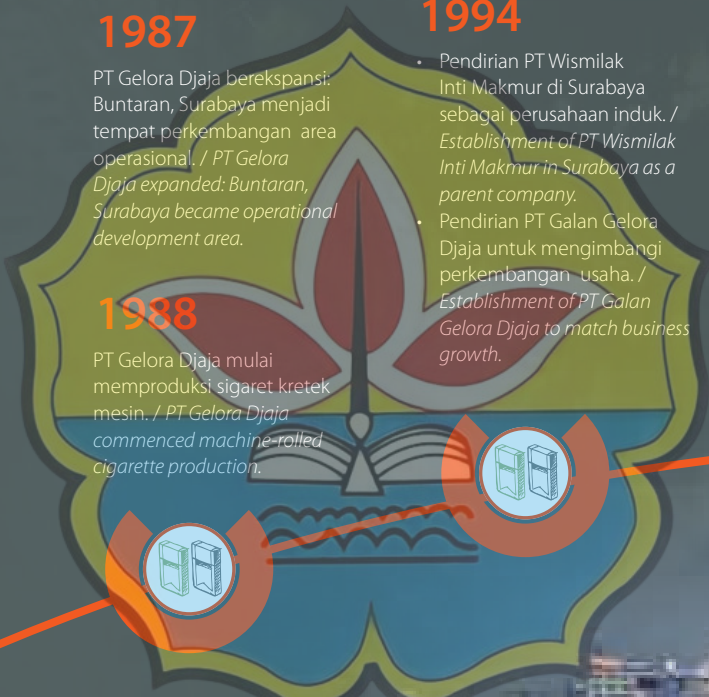 1987
PT Gelora Djaja berekspansi:
Buntaran, Surabaya menjadi
tempat perkembangan area
operasional. / PT Gelora
Djaja expanded: Buntaran,
Surabaya became operational
development area.
1988
PT Gelora Djaja mulai
memproduksi sigaret kretek
mesin. / PT Gelora Djaja
commenced machine-rolled
cigarette production.
1994
• Pendirian PT Wismilak
Inti Makmur di Surabaya
sebagai perusahaan induk. /
Establishment of PT Wismilak
Inti Makmur in Surabaya as a
parent company.
• Pendirian PT Galan Gelora
Djaja untuk mengimbangi
perkembangan usaha. /
Establishment of PT Galan
Gelora Djaja to match business
growth.